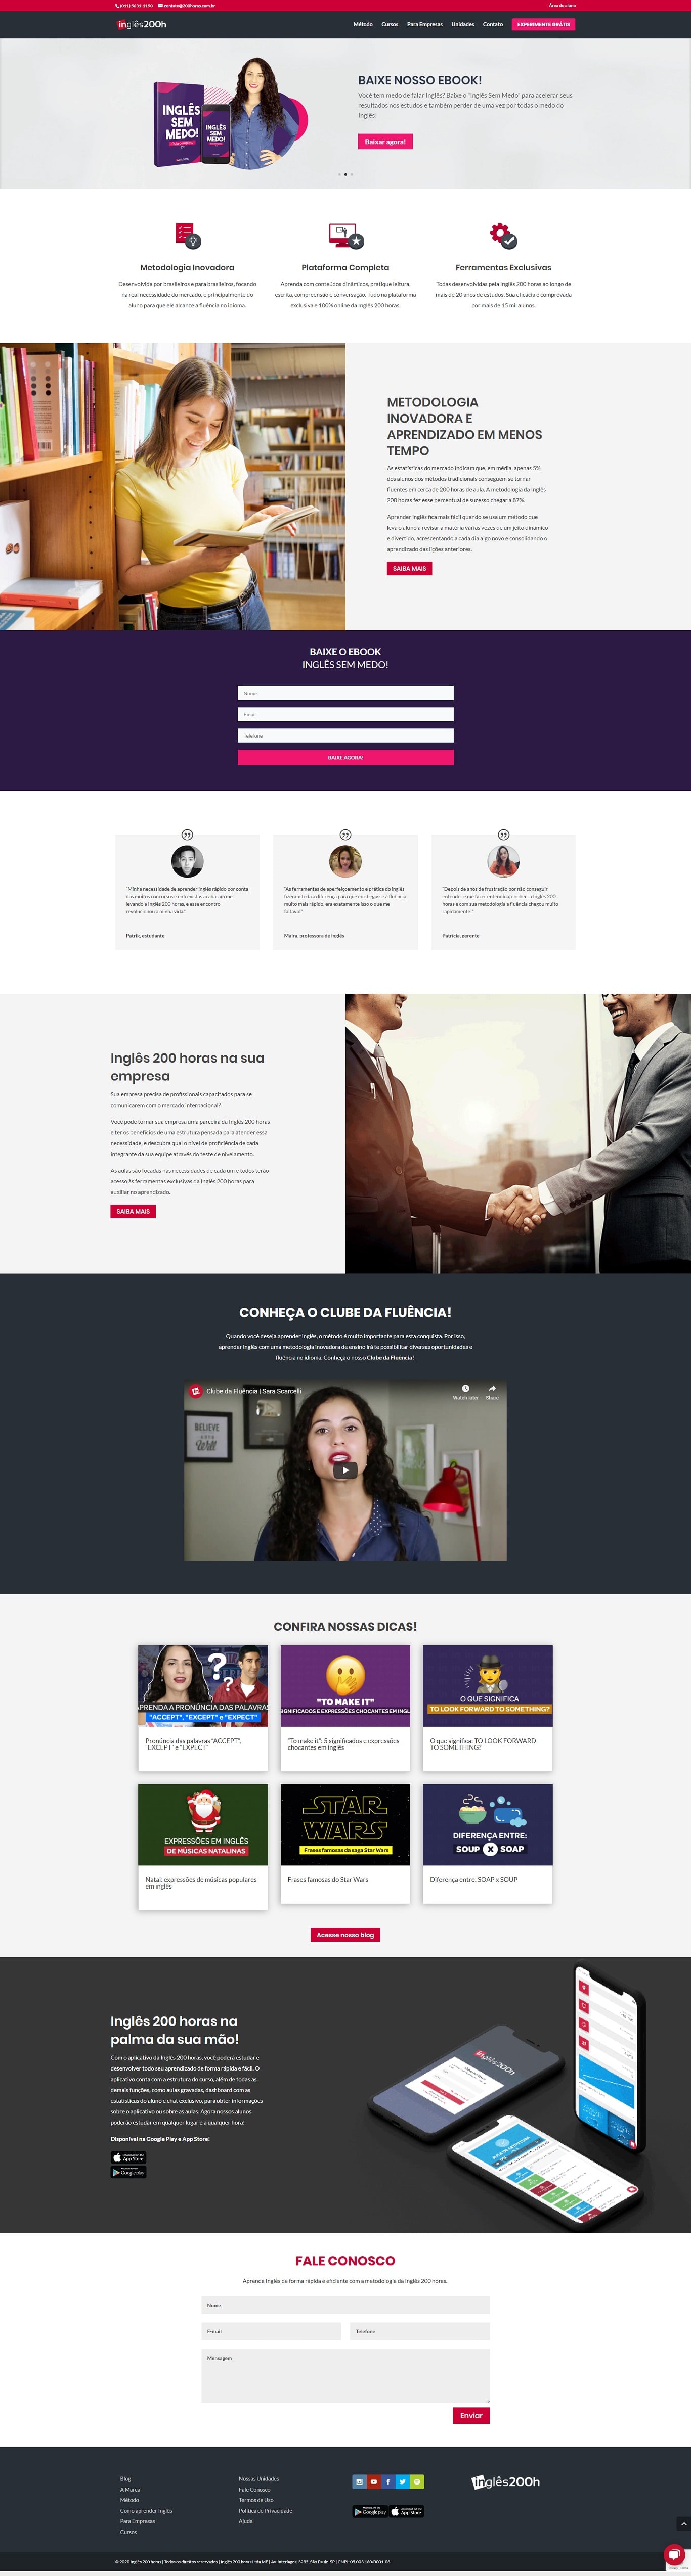 (011) 5631-1190 contato@200horas.com.br
Área do aluno
inglês200h
Método Cursos Para Empresas Unidades Contato EXPERIMENTE GRÁTIS
INGLÊS SEM MEDO!
INGLÊS SEM MEDO!
BAIXE NOSSO EBOOK!
Você tem medo de falar Inglês? Baixe o "Inglês Sem Medo" para acelerar seus
resultados nos estudos e também perder de uma vez por todas o medo do
Inglês!
Baixar agora!
Metodologia Inovadora
Desenvolvida por brasileiros e para brasileiros, focando
na real necessidade do mercado, e principalmente do
aluno para que ele alcance a fluência no idioma.
Plataforma Completa
Aprenda com conteúdos dinâmicos, pratique leitura,
escrita, compreensão e conversação. Tudo na plataforma
exclusiva e 100% online da Inglês 200 horas.
Ferramentas Exclusivas
Todas desenvolvidas pela Inglês 200 horas ao longo de
mais de 20 anos de estudos. Sua eficácia é comprovada
por mais de 15 mil alunos.
METODOLOGIA
INOVADORA E
APRENDIZADO EM MENOS
TEMPO
As estatísticas do mercado indicam que, em média, apenas 5%
dos alunos dos métodos tradicionais conseguem se tornar
fluentes em cerca de 200 horas de aula. A metodologia da Inglês
200 horas fez esse percentual de sucesso chegar a 87%.
Aprender inglês fica mais fácil quando se usa um método que
leva o aluno a revisar a matéria várias vezes de um jeito dinâmico
e divertido, acrescentando a cada dia algo novo e consolidando o
aprendizado das lições anteriores.
SAIBA MAIS
BAIXE O EBOOK
INGLÊS SEM MEDO!
Nome
Email
Telefone
BAIXE AGORA!
"Minha necessidade de aprender inglês rápido por conta
dos muitos concursos e entrevistas acabaram me
levando a Inglês 200 horas, e esse encontro
revolucionou a minha vida."
Patrik, estudante
"As ferramentas de aperfeiçoamento e prática do inglês
fizeram toda a diferença para que eu chegasse à fluência
muito mais rápido, era exatamente isso o que me
faltava!"
Maíra, professora de inglês
"Depois de anos de frustração por não conseguir
entender e me fazer entendida, conheci a Inglês 200
horas e com sua metodologia a fluência chegou muito
rapidamente!"
Patrícia, gerente
Inglês 200 horas na sua
empresa
Sua empresa precisa de profissionais capacitados para se
comunicarem com o mercado internacional?
Você pode tornar sua empresa uma parceira da Inglês 200 horas
e ter os benefícios de uma estrutura pensada para atender essa
necessidade, e descubra qual o nível de proficiência de cada
integrante da sua equipe através do teste de nivelamento.
As aulas são focadas nas necessidades de cada um e todos terão
acesso às ferramentas exclusivas da Inglês 200 horas para
auxiliar no aprendizado.
SAIBA MAIS
CONHEÇA O CLUBE DA FLUÊNCIA!
Quando você deseja aprender inglês, o método é muito importante para esta conquista. Por isso,
aprender inglês com uma metodologia inovadora de ensino irá te possibilitar diversas oportunidades e
fluência no idioma. Conheça o nosso Clube da Fluência!
Clube da Fluência | Sara Scarcelli
Watch later Share
BELIEVE
Well.
CONFIRA NOSSAS DICAS!
APRENDA A PRONÚNCIA DAS PALAVRAS
"ACCEPT", "EXCEPT" e "EXPECT"
Pronúncia das palavras "ACCEPT",
"EXCEPT" e "EXPECT"
"TO MAKE IT"
SIGNIFICADOS E EXPRESSÕES CHOCANTES EM INGL
"To make it": 5 significados e expressões
chocantes em inglês
O QUE SIGNIFICA
TO LOOK FORWARD TO SOMETHING?
O que significa: TO LOOK FORWARD
TO SOMETHING?
EXPRESSÕES EM INGLÊS
DE MÚSICAS NATALINAS
Natal: expressões de músicas populares
em inglês
STAR
WARS
Frases famosas da saga Star Wars
Frases famosas do Star Wars
DIFERENÇA ENTRE:
SOUP X SOAP
Diferença entre: SOAP x SOUP
Acesse nosso blog
Inglês 200 horas na
palma da sua mão!
Com o aplicativo da Inglês 200 horas, você poderá estudar e
desenvolver todo seu aprendizado de forma rápida e fácil. O
aplicativo conta com a estrutura do curso, além de todas as
demais funções, como aulas gravadas, dashboard com as
estatísticas do aluno e chat exclusivo, para obter informações
sobre o aplicativo ou sobre as aulas. Agora nossos alunos
poderão estudar em qualquer lugar e a qualquer hora!
Disponível na Google Play e App Store!
App Store
Google play
inglês200h
FALE CONOSCO
Aprenda Inglês de forma rápida e eficiente com a metodologia da Inglês 200 horas.
Nome
E-mail
Telefone
Mensagem
Enviar
Blog
A Marca
Método
Como aprender Inglês
Para Empresas
Cursos
Nossas Unidades
Fale Conosco
Termos de Uso
Política de Privacidade
Ajuda
Google play App Store
inglês200h
© 2020 Inglês 200 horas | Todos os direitos reservados | Inglês 200 horas Ltda ME | Av. Interlagos, 3285, São Paulo-SP | CNPJ: 05.003.160/0001-08